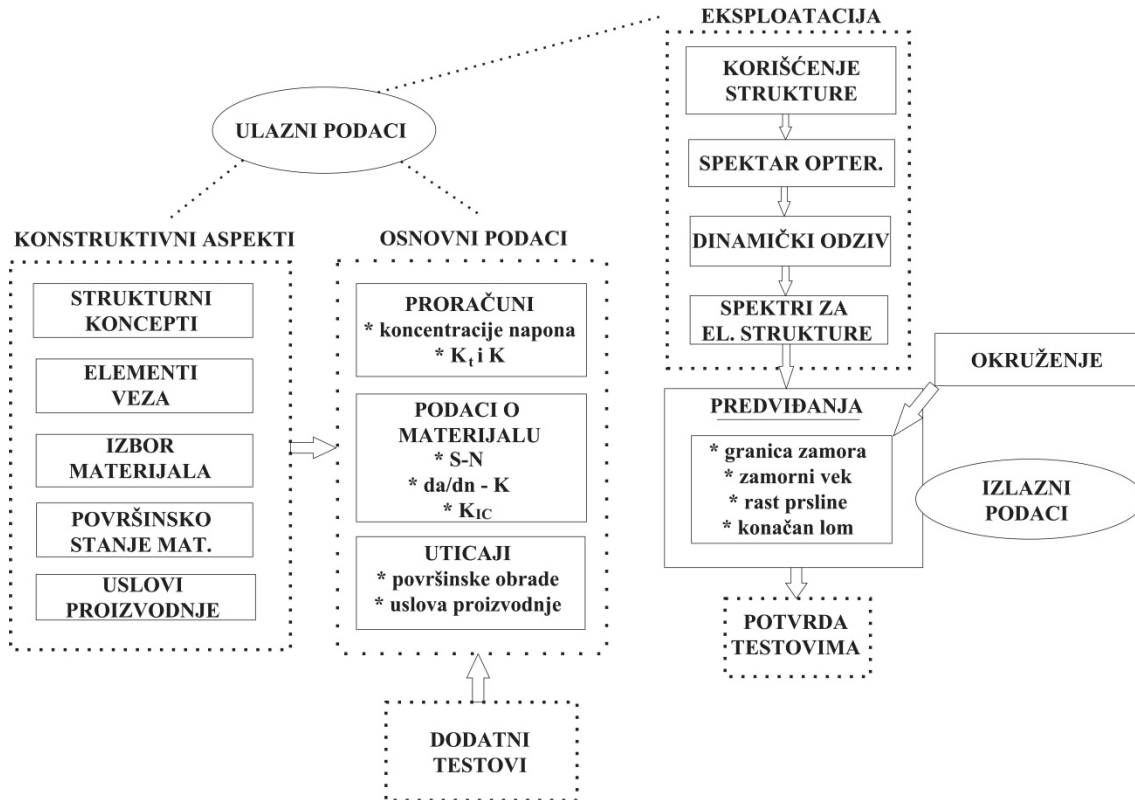 EKSPLOATACIJA
KORIŠĆENJE
STRUKTURE
SPEKTAR OPTER.
DINAMIČKI ODZIV
SPEKTRI ZA
EL. STRUKTURE
ULAZNI PODACI
KONSTRUKTIVNI ASPEKTI
STRUKTURNI
KONCEPTI
ELEMENTI
VEZA
IZBOR
MATERIJALA
POVRŠINSKO
STANJE MAT.
USLOVI
PROIZVODNJE
OSNOVNI PODACI
PRORAČUNI
* koncentracije napona
* Kt i K
PODACI O
MATERIJALU
* S-N
* da/dn - K
* KIC
UTICAJI
* površinske obrade
* uslova proizvodnje
DODATNI
TESTOVI
OKRUŽENJE
PREDVIĐANJA
* granica zamora
* zamorni vek
* rast prsline
* konačan lom
IZLAZNI
PODACI
POTVRDA
TESTOVIMA